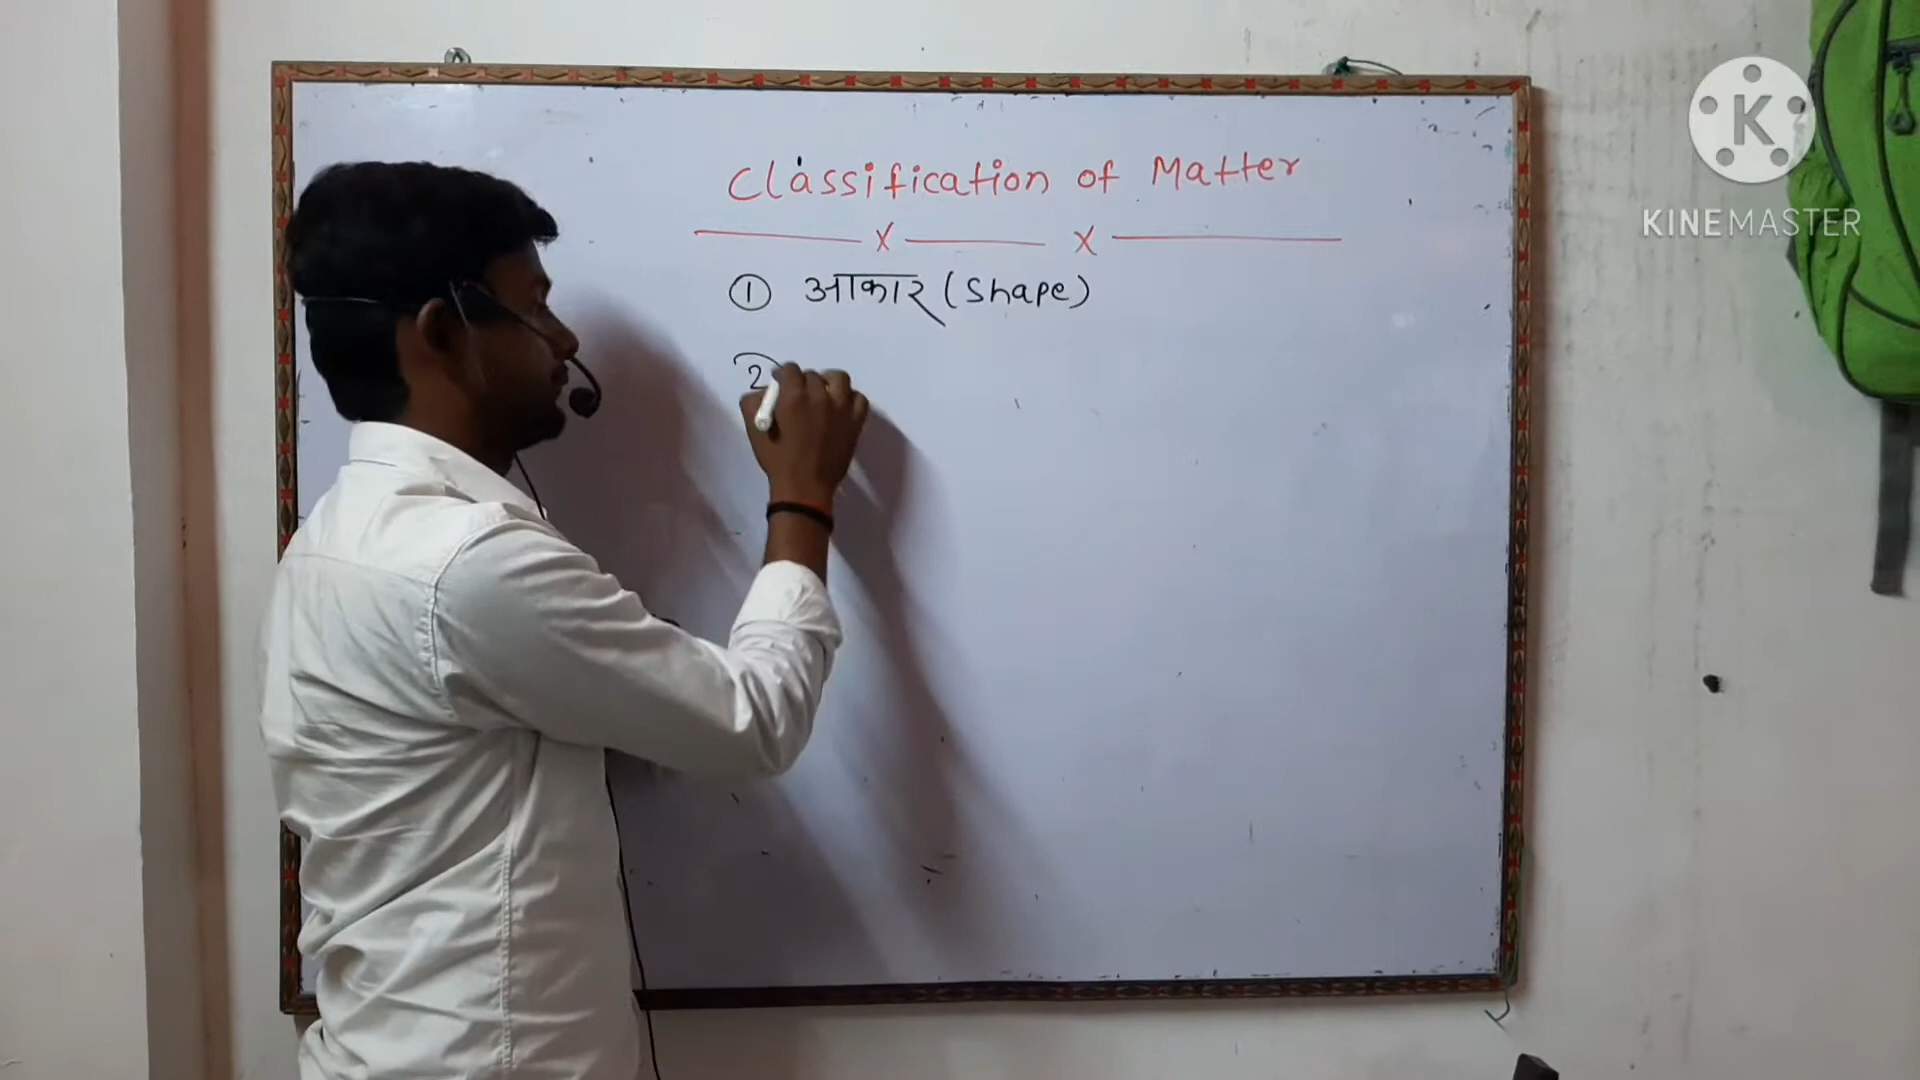 Classification of Matter
x x
① आकार (Shape)
2
K
KINEMASTER